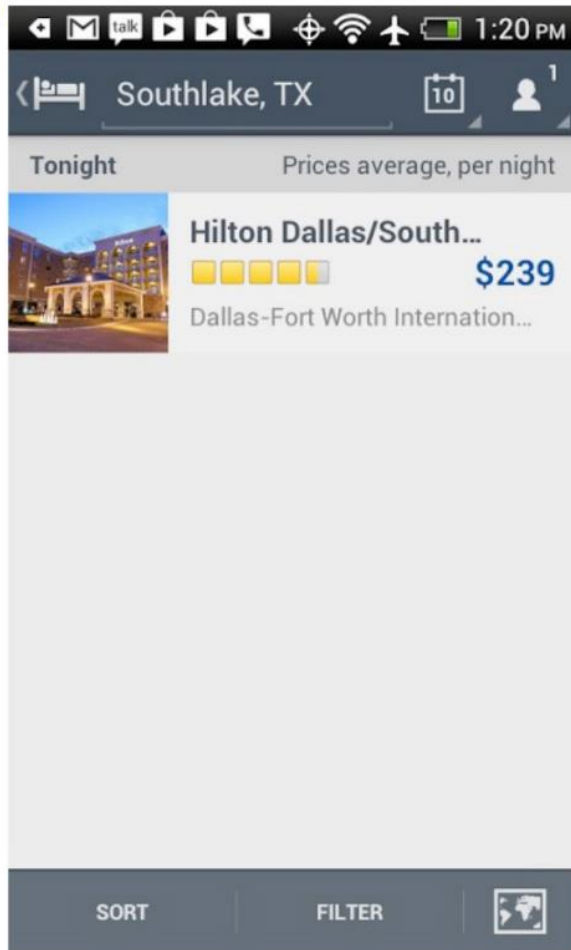 talk
1:20 PM
Southlake, TX
10
1
Tonight
Prices average, per night
Hilton Dallas/South...
$239
Dallas-Fort Worth Internation...
Hilton
SORT
FILTER